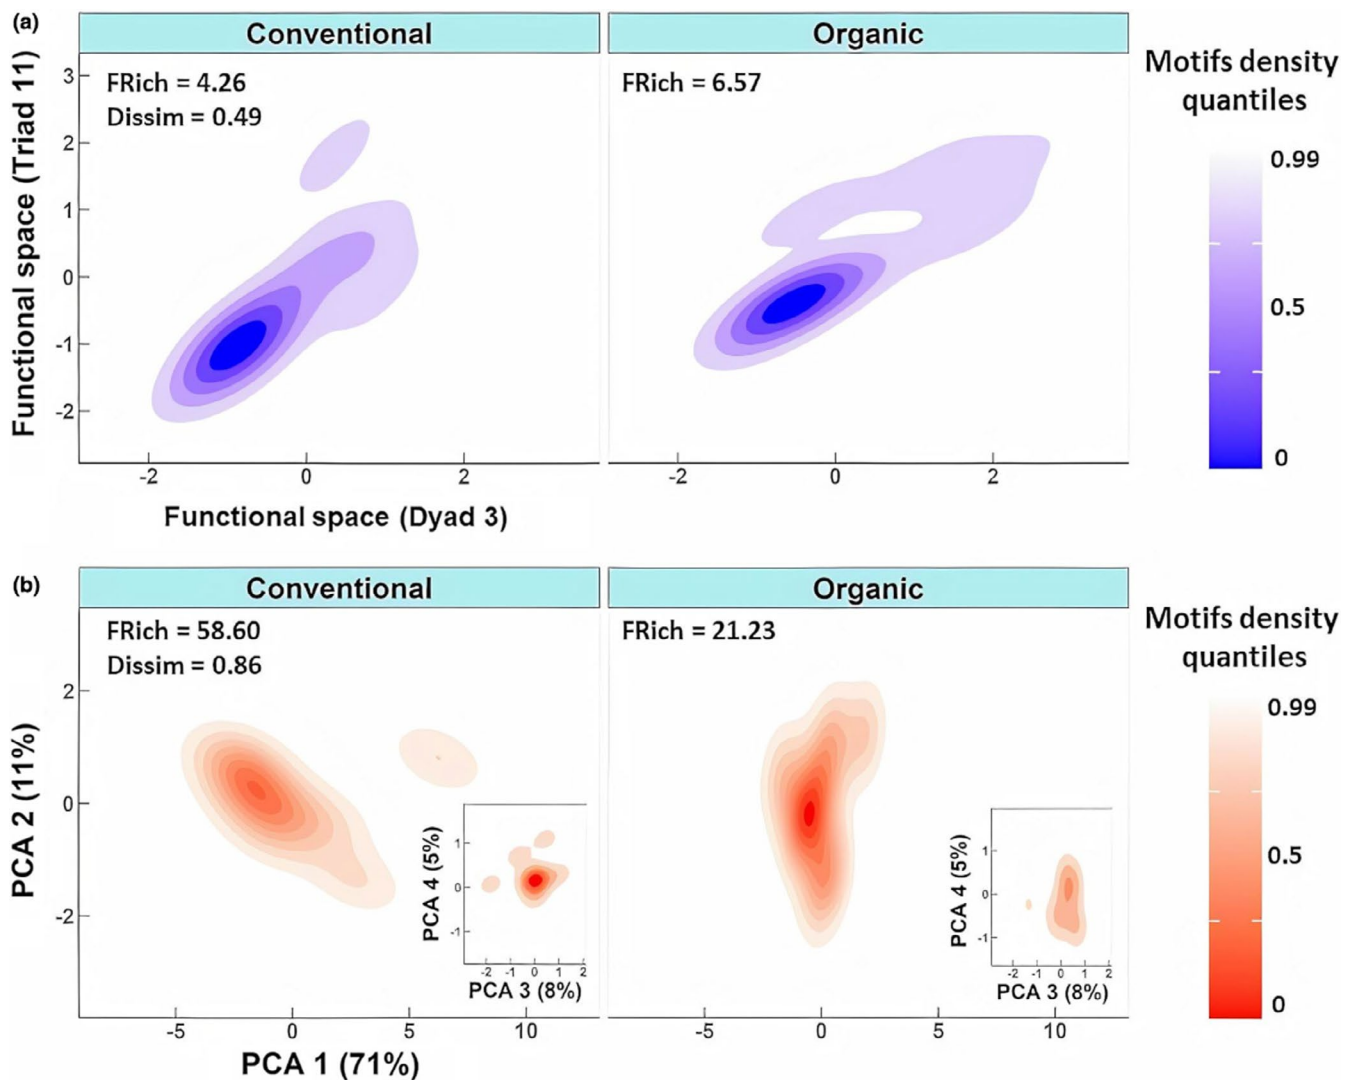 (a)
Conventional
Organic
FRich = 4.26
Dissim = 0.49
FRich = 6.57
Motifs density
quantiles
0.99
0.5
0
Functional space (Triad 11)
3
2
1
0
-1
-2
-2
0
2
-2
0
2
Functional space (Dyad 3)
(b)
Conventional
Organic
FRich = 58.60
Dissim = 0.86
FRich = 21.23
Motifs density
quantiles
0.99
0.5
0
PCA 2 (11%)
2
0
-2
PCA 4 (5%)
1
0
-1
-2
-1
0
1
2
PCA 3 (8%)
PCA 4 (5%)
1
0
-1
-2
-1
0
1
2
PCA 3 (8%)
-5
0
5
10
-5
0
5
10
PCA 1 (71%)